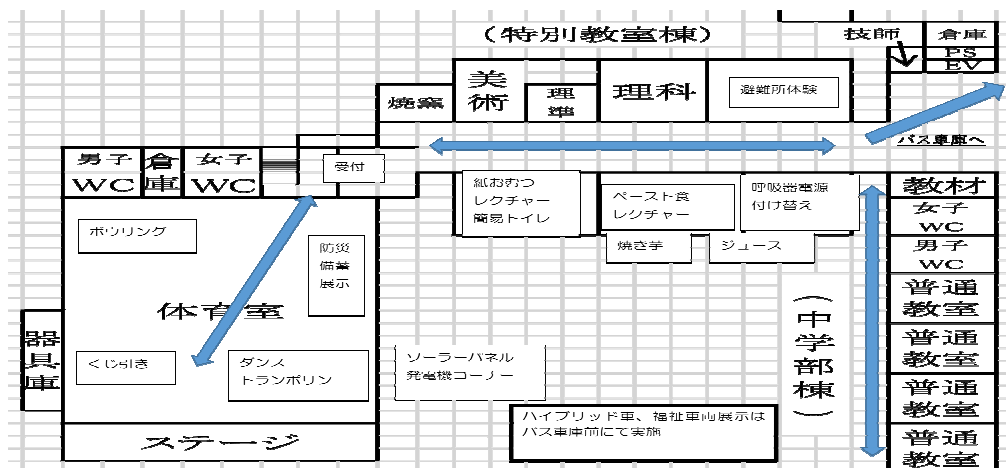 （特別教室棟）
技師
倉庫
PS
EV
焼窯
美術
理準
理科
避難所体験
バス車庫へ
男子
WC
倉庫
女子
WC
受付
紙おむつ
レクチャー
簡易トイレ
ペースト食
レクチャー
呼吸器電源
付け替え
教材
女子
WC
男子
WC
焼き芋
ジュース
ボウリング
防災
備蓄
展示
体育室
器具庫
くじ引き
ダンス
トランポリン
ソーラーパネル
発電機コーナー
（中学部棟）
普通
教室
普通
教室
普通
教室
普通
教室
ハイブリッド車、福祉車両展示は
バス車庫前にて実施
ステージ